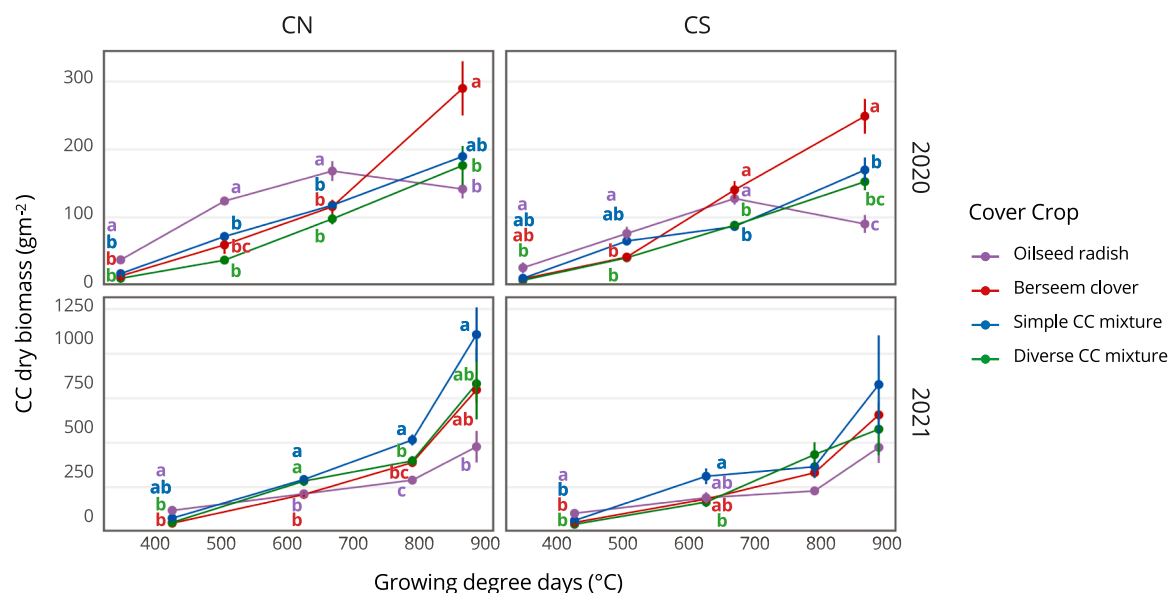 CN CS
300
200
100
0
a
b
b
b
a
b
bc
b
a
b
b
b
a
ab
b
b
a
ab
ab
b
a
ab
b
b
a
a
b
b
a
b
bc
c
2020
1250
1000
750
500
250
0
a
ab
b
b
a
a
b
b
a
b
bc
c
a
ab
ab
b
a
b
b
b
a
ab
ab
b
2021
400 500 600 700 800 900
400 500 600 700 800 900
CC dry biomass (gm⁻²)
Growing degree days (°C)
Cover Crop
Oilseed radish
Berseem clover
Simple CC mixture
Diverse CC mixture